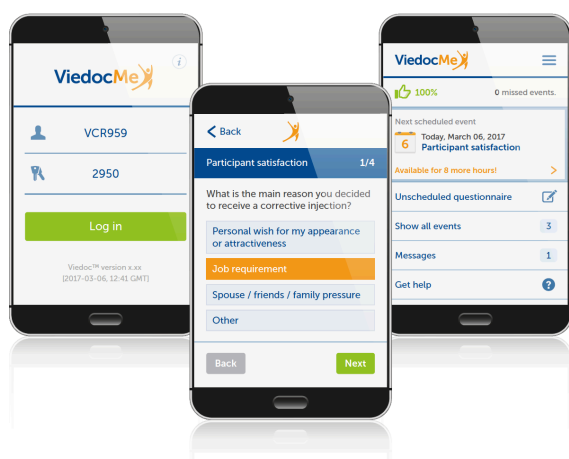 ViedocMe
i
VCR959
2950
Log in
Viedoc™ version x.xx
[2017-03-06, 12:41 GMT]
Back
Participant satisfaction 1/4
What is the main reason you decided
to receive a corrective injection?
Personal wish for my appearance
or attractiveness
Job requirement
Spouse / friends / family pressure
Other
Back
Next
ViedocMe
100% 0 missed events.
Next scheduled event
6
Today, March 06, 2017
Participant satisfaction
Available for 8 more hours!
Unscheduled questionnaire
Show all events 3
Messages 1
Get help ?